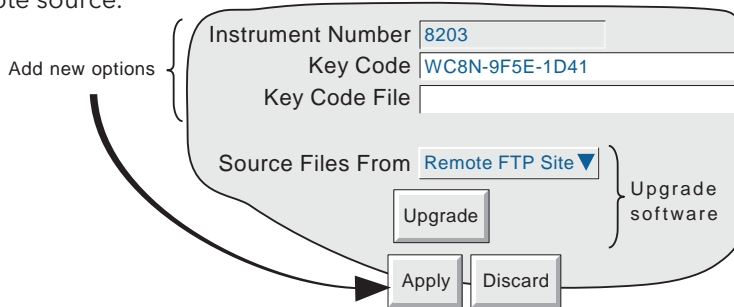 source.
Instrument Number 8203
Add new options
Key Code WC8N-9F5E-1D41
Key Code File
Source Files From Remote FTP Site
Upgrade
Upgrade
software
Apply Discard